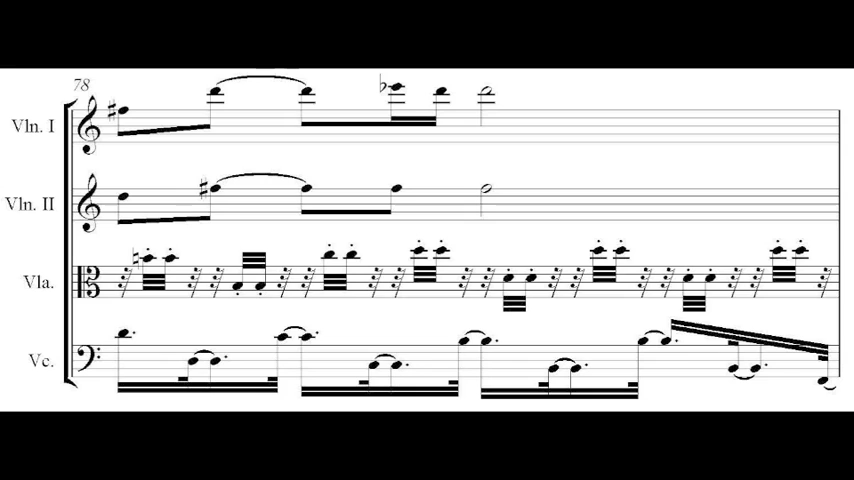 78
Vln. I
Vln. II
Vla.
Vc.